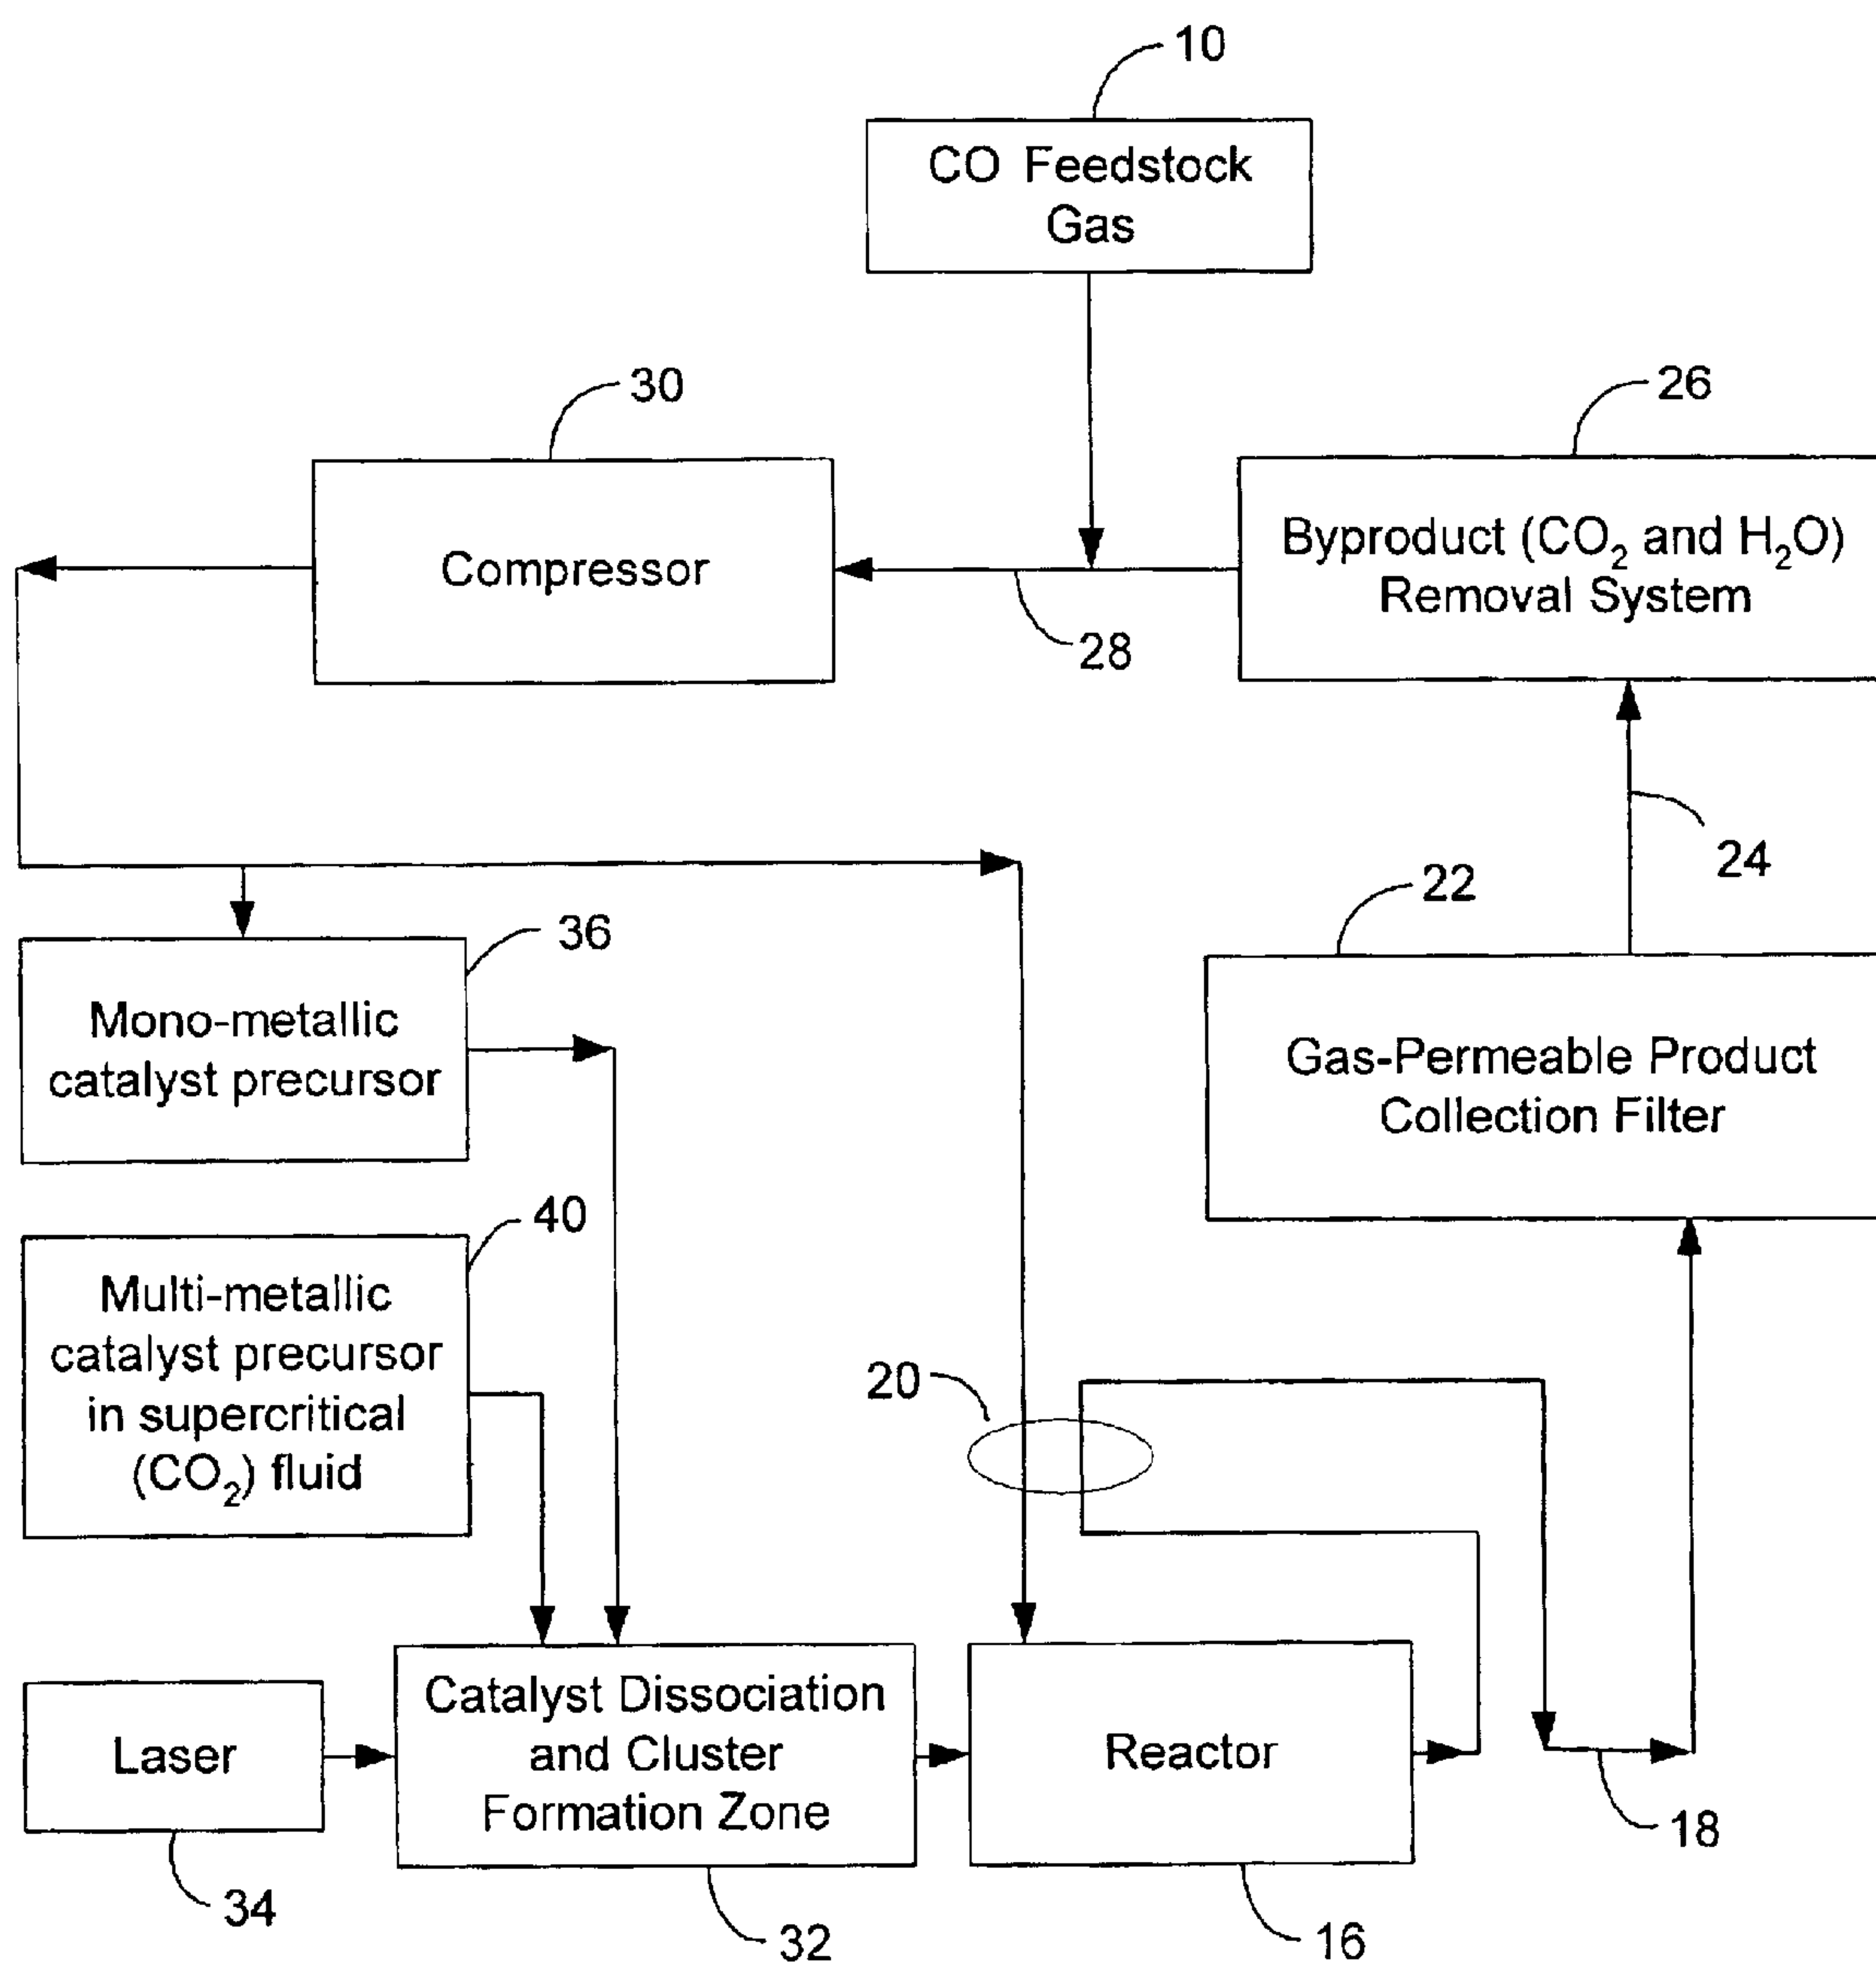 10
CO Feedstock
Gas
30
26
Compressor
Byproduct (CO₂ and H₂O)
Removal System
28
24
22
36
Mono-metallic
catalyst precursor
Gas-Permeable Product
Collection Filter
40
Multi-metallic
catalyst precursor
in supercritical
(CO₂) fluid
20
Laser
Catalyst Dissociation
and Cluster
Formation Zone
Reactor
18
34
32
16